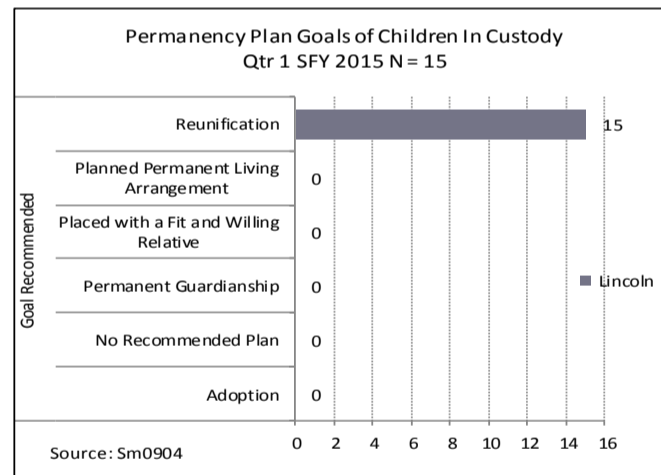 Permanency Plan Goals of Children In Custody
Qtr 1 SFY 2015 N = 15
Goal Recommended
Reunification
15
Planned Permanent Living
Arrangement
0
Placed with a Fit and Willing
Relative
0
Permanent Guardianship
0
No Recommended Plan
0
Adoption
0
Lincoln
0 2 4 6 8 10 12 14 16
Source: Sm0904